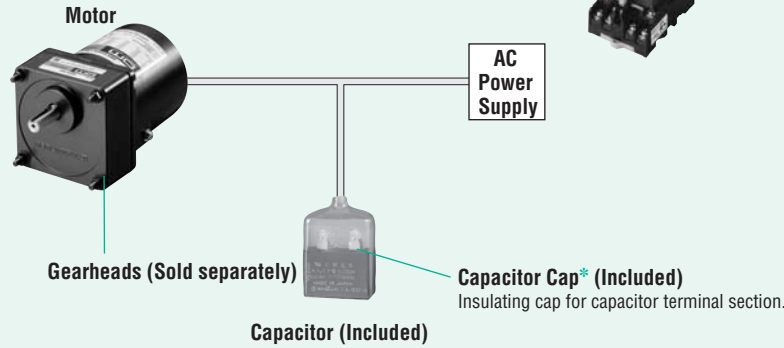 Motor
AC
Power
Supply
Gearheads (Sold separately)
Capacitor Cap* (Included)
Insulating cap for capacitor terminal section.
Capacitor (Included)